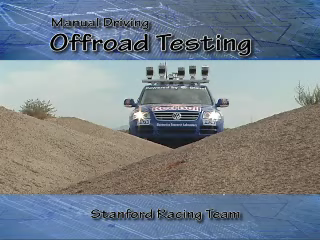 Manual Driving
Offroad Testing
Stanford Racing Team